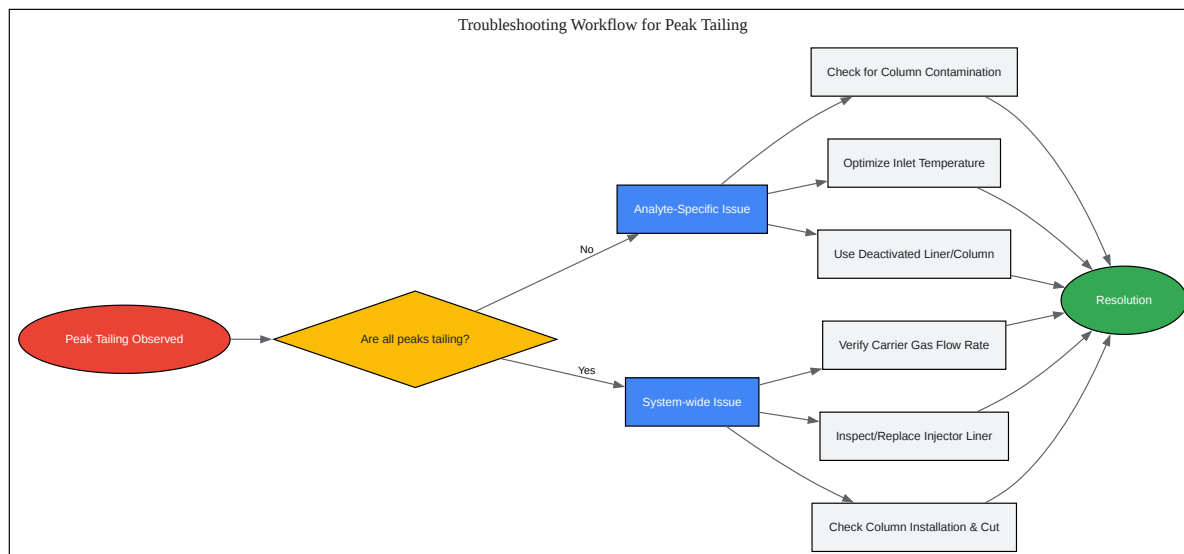 Troubleshooting Workflow for Peak Tailing
Peak Tailing Observed
Are all peaks tailing?
No
Yes
Analyte-Specific Issue
System-wide Issue
Check for Column Contamination
Optimize Inlet Temperature
Use Deactivated Liner/Column
Verify Carrier Gas Flow Rate
Inspect/Replace Injector Liner
Check Column Installation & Cut
Resolution